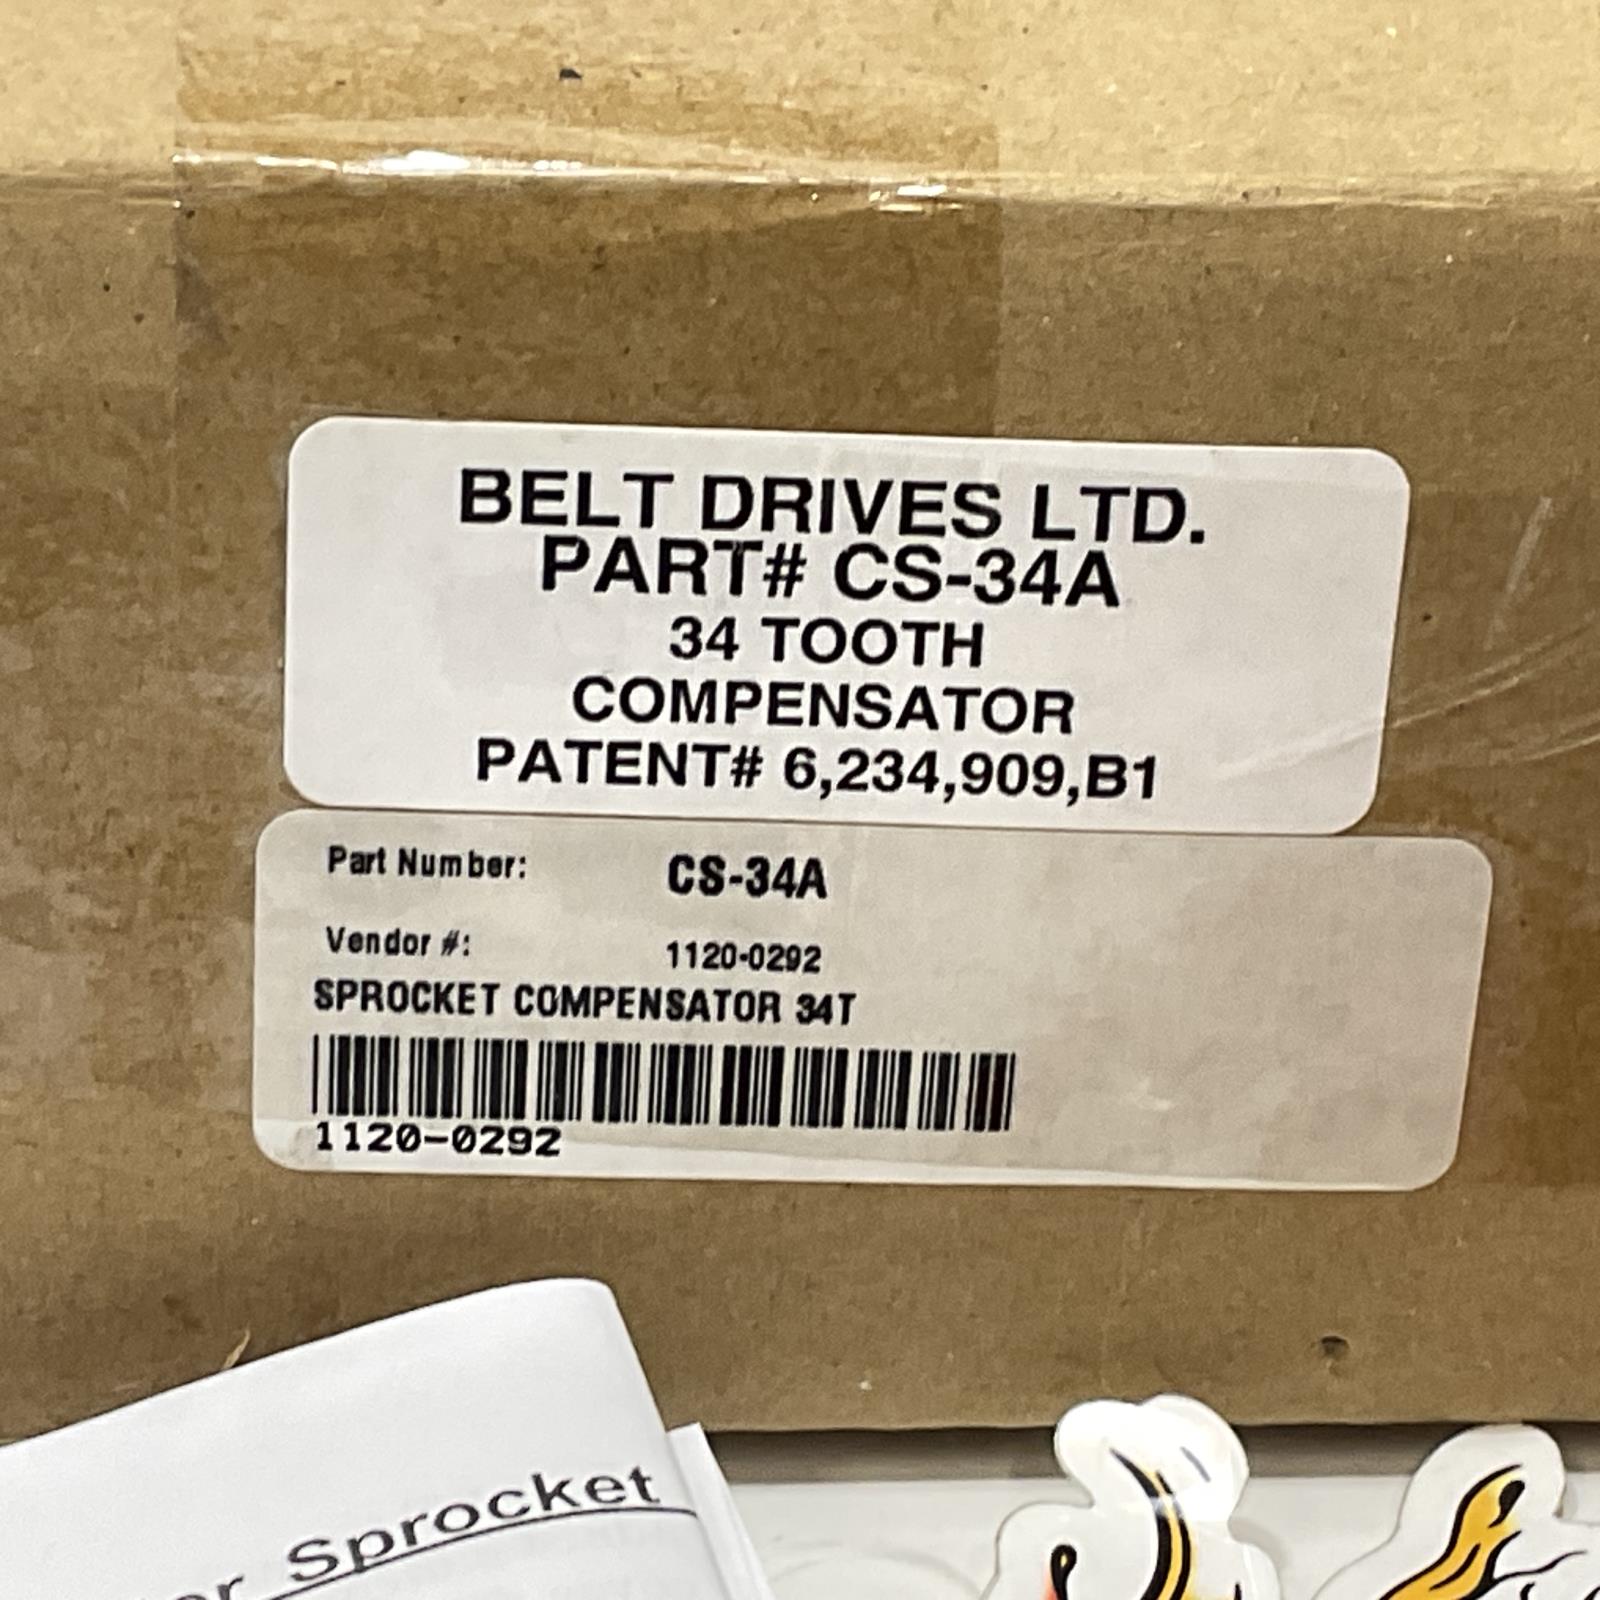 BELT DRIVES LTD.
PART# CS-34A
34 TOOTH
COMPENSATOR
PATENT# 6,234,909,B1
Part Number: CS-34A
Vendor #: 1120-0292
SPROCKET COMPENSATOR 34T
1120-0292
Sprocket